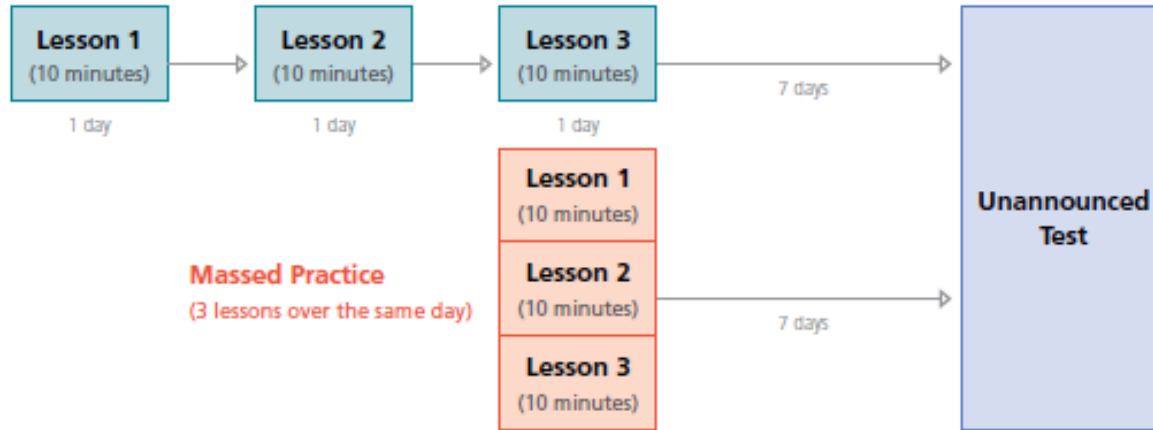 Lesson 1
(10 minutes)
Lesson 2
(10 minutes)
Lesson 3
(10 minutes)
7 days
1 day
1 day
1 day
Lesson 1
(10 minutes)
Massed Practice
(3 lessons over the same day)
Lesson 2
(10 minutes)
7 days
Lesson 3
(10 minutes)
Unannounced
Test